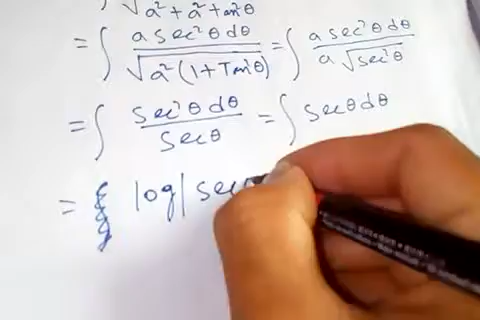 √a² + a² + tan²θ
= ∫ a sec²θ dθ / √a²(1+Tan²θ) = ∫ a sec²θ dθ / a √sec²θ
= ∫ sec²θ dθ / secθ = ∫ secθ dθ
= log| sec